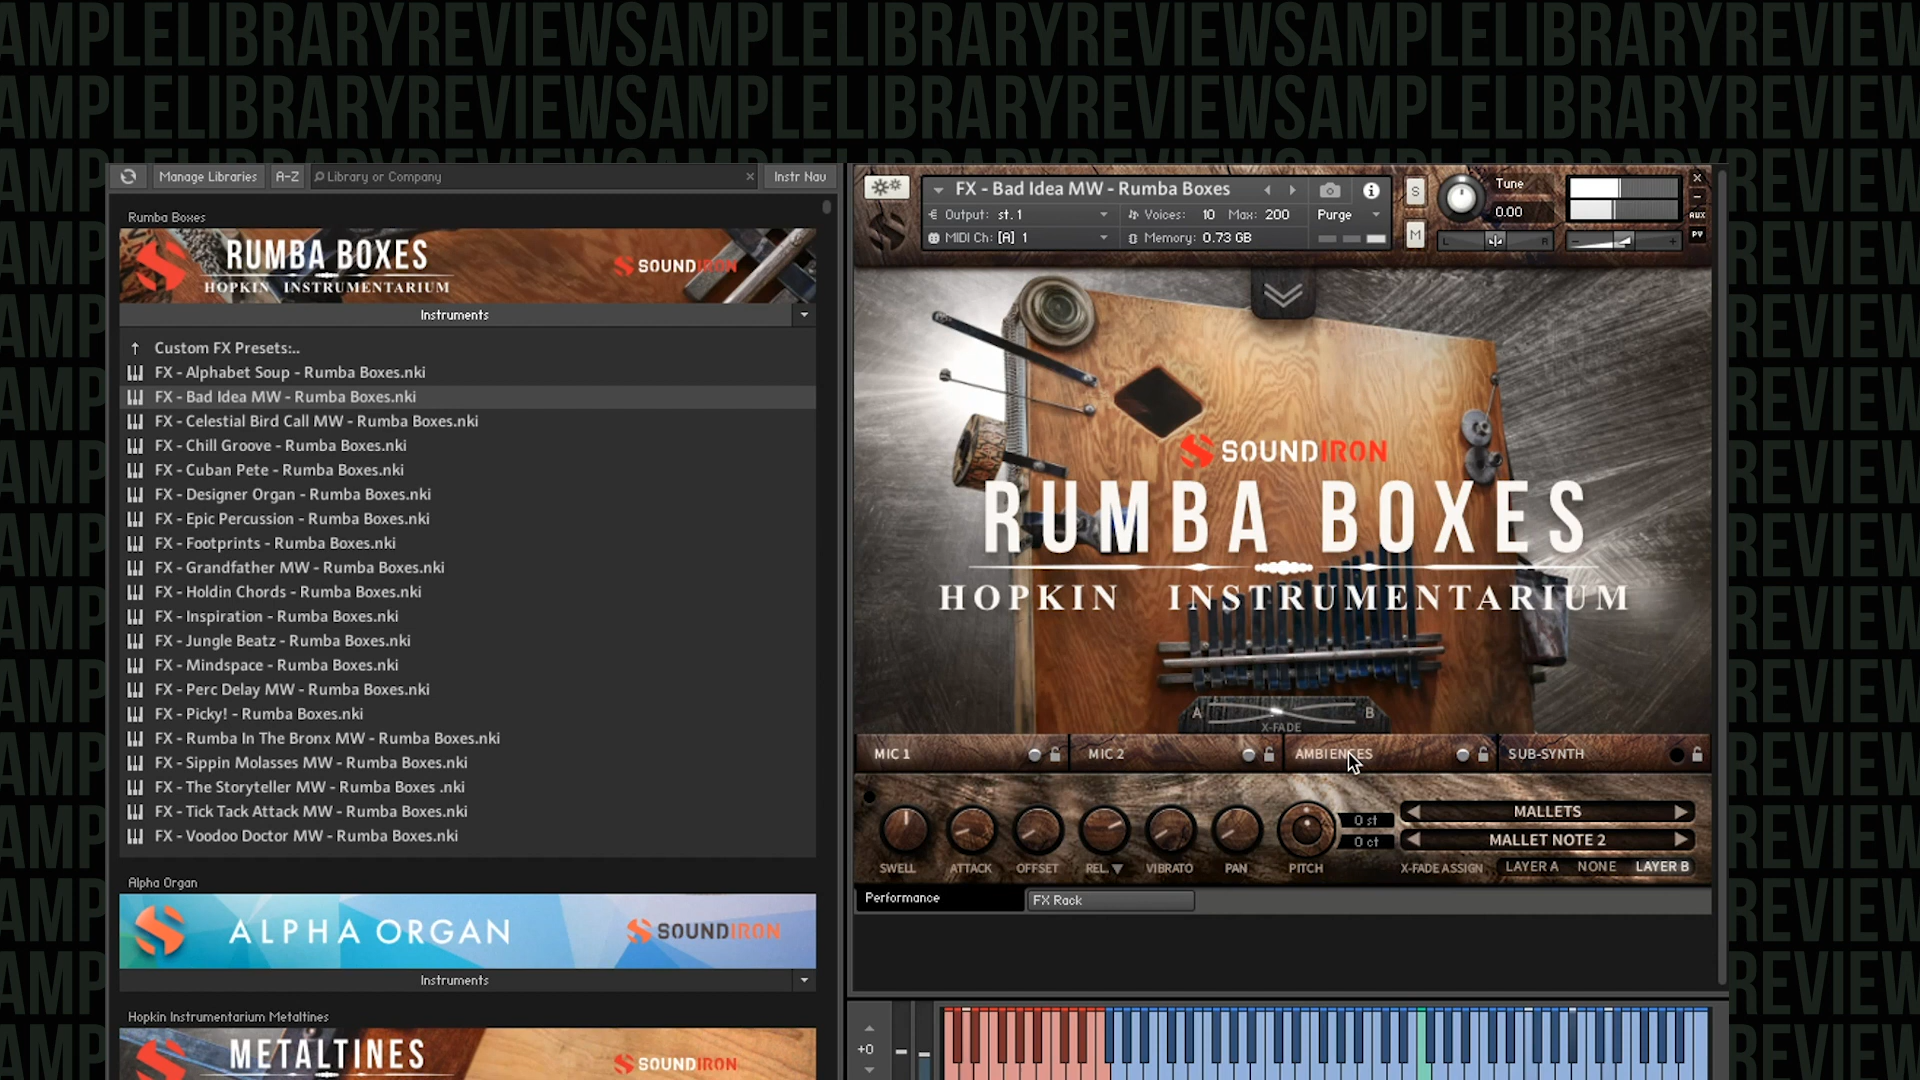 AMPLELIBRARYREVIEWSAMPLELIBRARYREVIEWSAMPLELIBRARYREVIEW
AMPLELIBRARYREVIEWSAMPLELIBRARYREVIEWSAMPLELIBRARYREVIEW
Manage Libraries
A-Z
Library or Company
×
Instr Nav
Rumba Boxes
RUMBA BOXES
HOPKIN INSTRUMENTARIUM
SOUNDIRON
Instruments
Custom FX Presets:..
FX - Alphabet Soup - Rumba Boxes.nki
FX - Bad Idea MW - Rumba Boxes.nki
FX - Celestial Bird Call MW - Rumba Boxes.nki
FX - Chill Groove - Rumba Boxes.nki
FX - Cuban Pete - Rumba Boxes.nki
FX - Designer Organ - Rumba Boxes.nki
FX - Epic Percussion - Rumba Boxes.nki
FX - Footprints - Rumba Boxes.nki
FX - Grandfather MW - Rumba Boxes.nki
FX - Holdin Chords - Rumba Boxes.nki
FX - Inspiration - Rumba Boxes.nki
FX - Jungle Beatz - Rumba Boxes.nki
FX - Mindspace - Rumba Boxes.nki
FX - Perc Delay MW - Rumba Boxes.nki
FX - Picky! - Rumba Boxes.nki
FX - Rumba In The Bronx MW - Rumba Boxes.nki
FX - Sippin Molasses MW - Rumba Boxes.nki
FX - The Storyteller MW - Rumba Boxes .nki
FX - Tick Tack Attack MW - Rumba Boxes.nki
FX - Voodoo Doctor MW - Rumba Boxes.nki
Alpha Organ
ALPHA ORGAN
SOUNDIRON
Instruments
Hopkin Instrumentarium Metaltines
METALTINES
SOUNDIRON
FX - Bad Idea MW - Rumba Boxes
Output: st.1
Voices: 10 Max: 200
Purge
MIDI Ch: [A] 1
Memory: 0.73 GB
S
M
Tune
0.00
L
R
AUX
PV
SOUNDIRON
RUMBA BOXES
HOPKIN INSTRUMENTARIUM
A
B
X-FADE
MIC 1
MIC 2
AMBIENCES
SUB-SYNTH
0 st
0 ct
MALLETS
MALLET NOTE 2
SWELL
ATTACK
OFFSET
REL.
VIBRATO
PAN
PITCH
X-FADE ASSIGN
LAYER A
NONE
LAYER B
Performance
FX Rack
+0